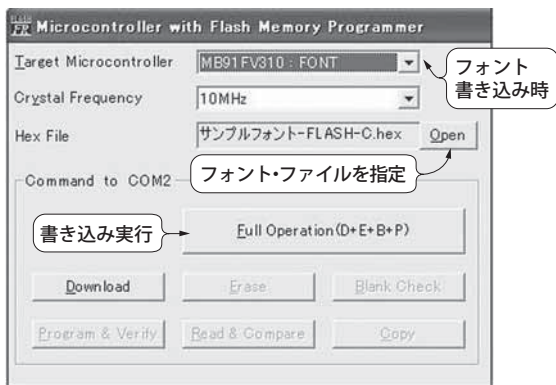 FLASH
FR Microcontroller with Flash Memory Programmer
Target Microcontroller MB91FV310 : FONT
フォント
書き込み時
Crystal Frequency 10MHz
Hex File サンプルフォント-FLASH-C.hex Open
Command to COM2
フォント・ファイルを指定
書き込み実行
Full Operation(D+E+B+P)
Download Erase Blank Check
Program & Verify Read & Compare Copy